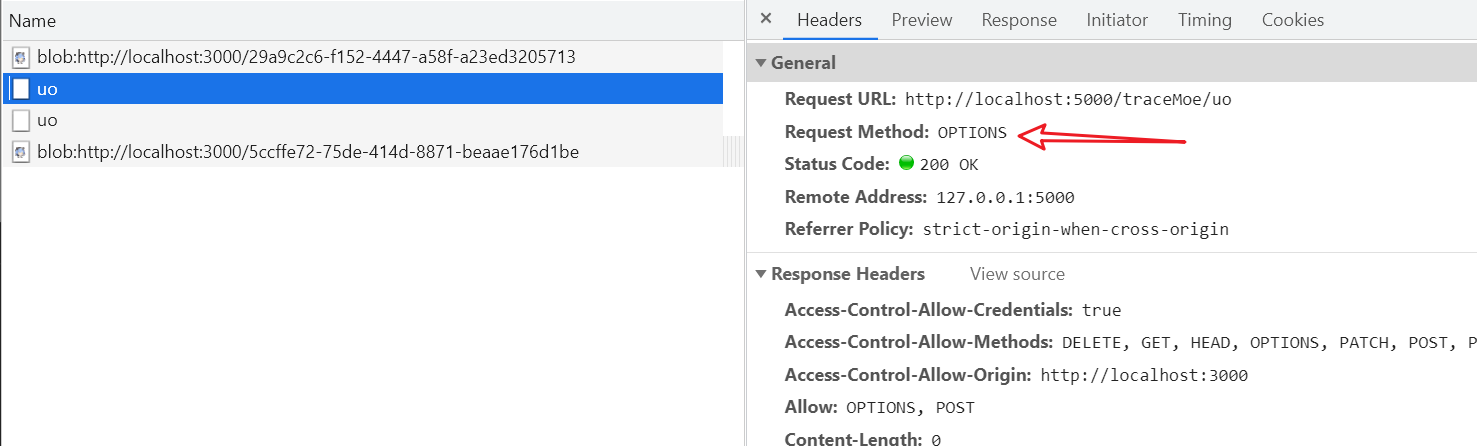 Name
blob:http://localhost:3000/29a9c2c6-f152-4447-a58f-a23ed3205713
uo
uo
blob:http://localhost:3000/5ccffe72-75de-414d-8871-beaae176d1be
× Headers Preview Response Initiator Timing Cookies
▼ General
Request URL: http://localhost:5000/traceMoe/uo
Request Method: OPTIONS
Status Code: 200 OK
Remote Address: 127.0.0.1:5000
Referrer Policy: strict-origin-when-cross-origin
▼ Response Headers View source
Access-Control-Allow-Credentials: true
Access-Control-Allow-Methods: DELETE, GET, HEAD, OPTIONS, PATCH, POST, P
Access-Control-Allow-Origin: http://localhost:3000
Allow: OPTIONS, POST
Content-Length: 0